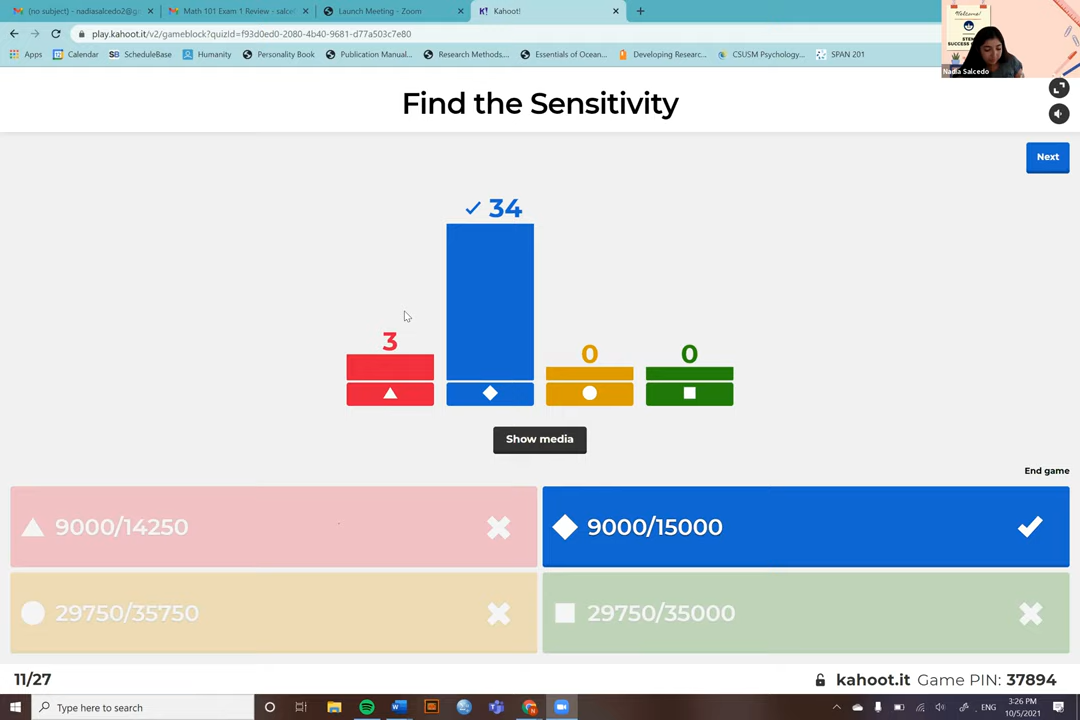 (no subject) - nadiasalcedo2@g
Math 101 Exam 1 Review - salce
Launch Meeting - Zoom
K! Kahoot!
play.kahoot.it/v2/gameblock?quizId=f93d0ed0-2080-4b40-9681-d77a503c7e80
Apps
Calendar
SB ScheduleBase
Humanity
Personality Book
Publication Manual...
Research Methods,...
Essentials of Ocean...
Developing Researc...
CSUSM Psychology...
SPAN 201
Welcome!
STEM
SUCCESS
Nadia Salcedo
Find the Sensitivity
Next
34
3
0
0
Show media
End game
9000/14250
9000/15000
29750/35750
29750/35000
11/27
kahoot.it Game PIN: 37894
Type here to search
ENG
3:26 PM
10/5/2021